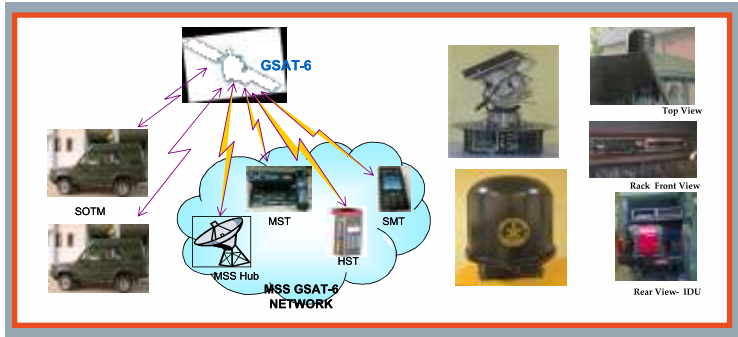 GSAT-6
SOTM
MST
SMT
HST
MSS Hub
MSS GSAT-6
NETWORK
Top View
Rack Front View
Rear View- IDU